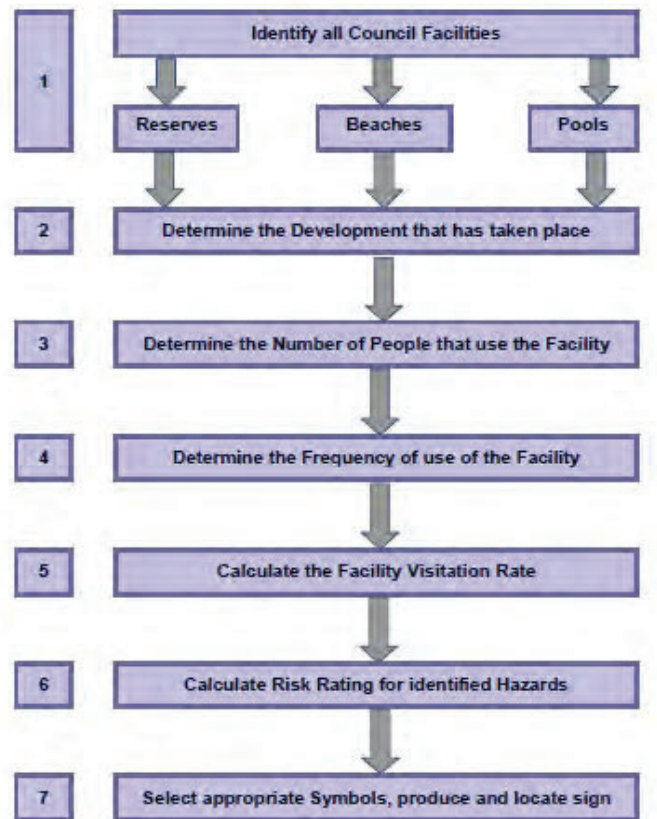 1
Identify all Council Facilities
Reserves
Beaches
Pools
2
Determine the Development that has taken place
3
Determine the Number of People that use the Facility
4
Determine the Frequency of use of the Facility
5
Calculate the Facility Visitation Rate
6
Calculate Risk Rating for identified Hazards
7
Select appropriate Symbols, produce and locate sign